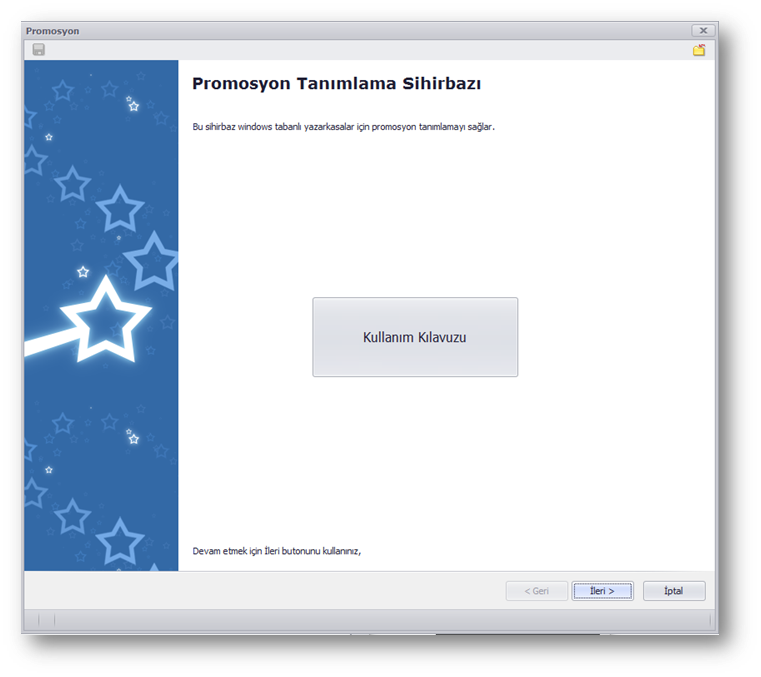 Promosyon
Promosyon Tanımlama Sihirbazı
Bu sihirbaz windows tabanlı yazarkasalar için promosyon tanımlamayı sağlar.
Kullanım Kılavuzu
Devam etmek için İleri butonunu kullanınız,
< Geri
İleri >
İptal